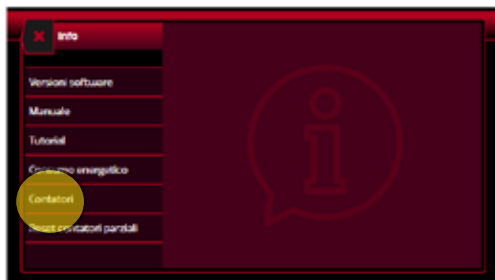 Info
Versioni software
Manuale
Tutorial
Consumo energetico
Contatori
Reset contatori parziali